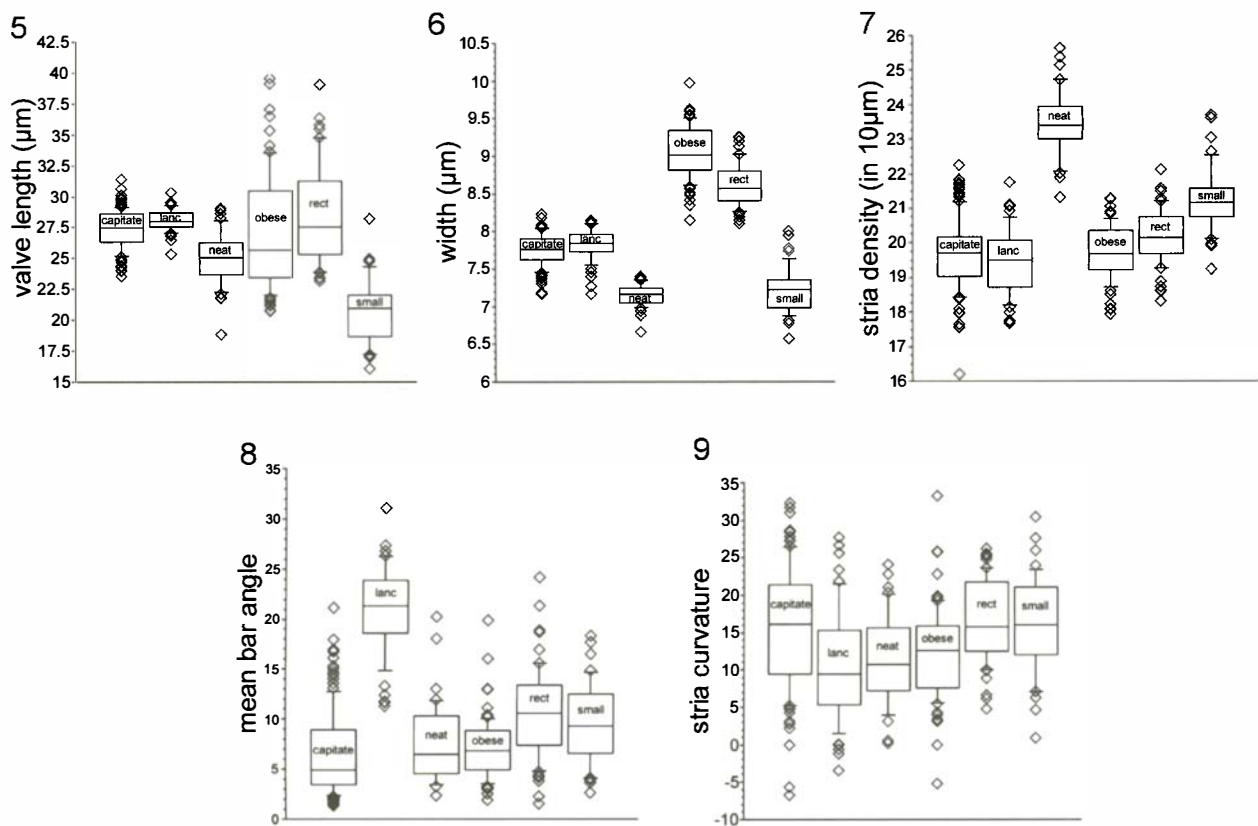 5
valve length (µm)
42.5
40
37.5
35
32.5
30
27.5
25
22.5
20
17.5
15
capitate
lanc
neat
obese
rect
small
6
width (µm)
10.5
10
9.5
9
8.5
8
7.5
7
6.5
6
capitate
lanc
neat
obese
rect
small
7
stria density (in 10µm)
26
25
24
23
22
21
20
19
18
17
16
capitate
lanc
neat
obese
rect
small
8
mean bar angle
35
30
25
20
15
10
5
0
capitate
lanc
neat
obese
rect
small
9
stria curvature
35
30
25
20
15
10
5
0
-5
-10
capitate
lanc
neat
obese
rect
small